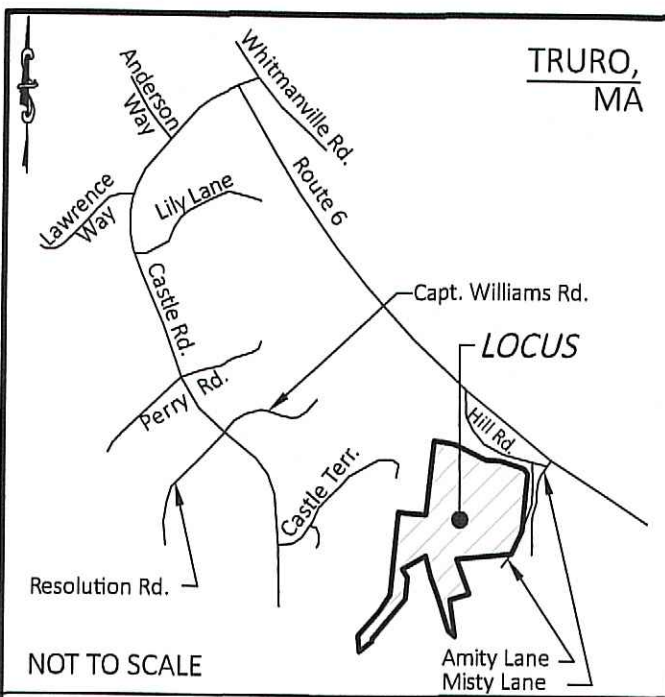 TRURO,
MA
Whitmanville Rd.
Anderson
Way
Route 6
Lawrence
Way
Lily Lane
Castle Rd.
Capt. Williams Rd.
LOCUS
Perry Rd.
Hill Rd.
Castle Terr.
Resolution Rd.
NOT TO SCALE
Amity Lane
Misty Lane